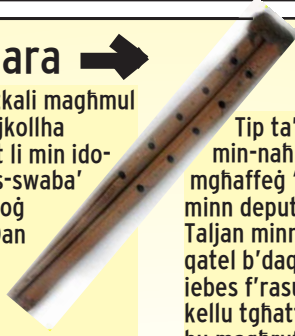 ara
kali magħmul
jkollha
t li min ido-
s-swaba'
oġ
an
Tip ta'
min-naħ
mgħaffeġ '
minn deput
Taljan minn
qatel b'daq
iebes f'rasu
kellu tgħat